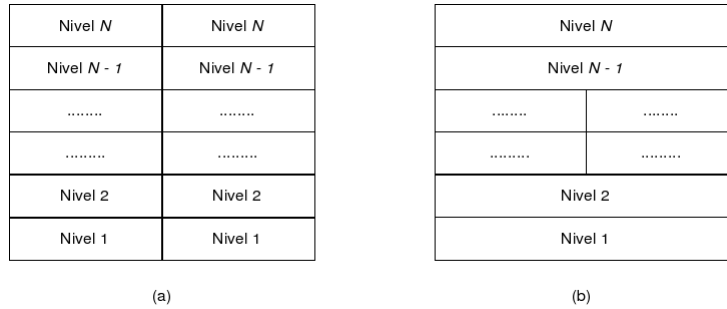 Nivel N Nivel N Nivel N
Nivel N - 1 Nivel N - 1 Nivel N - 1
........ ........ ........ ........
......... ......... ......... .........
Nivel 2 Nivel 2 Nivel 2
Nivel 1 Nivel 1 Nivel 1
(a) (b)